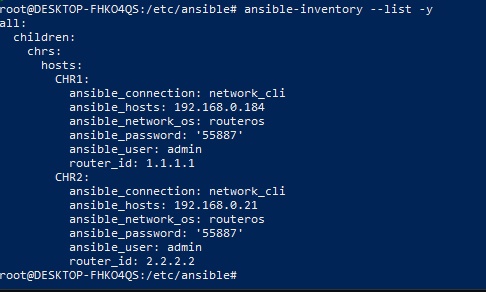 root@DESKTOP-FHKO4QS:/etc/ansible# ansible-inventory --list -y
all:
  children:
    chrs:
      hosts:
        CHR1:
          ansible_connection: network_cli
          ansible_hosts: 192.168.0.184
          ansible_network_os: routeros
          ansible_password: '55887'
          ansible_user: admin
          router_id: 1.1.1.1
        CHR2:
          ansible_connection: network_cli
          ansible_hosts: 192.168.0.21
          ansible_network_os: routeros
          ansible_password: '55887'
          ansible_user: admin
          router_id: 2.2.2.2
root@DESKTOP-FHKO4QS:/etc/ansible#